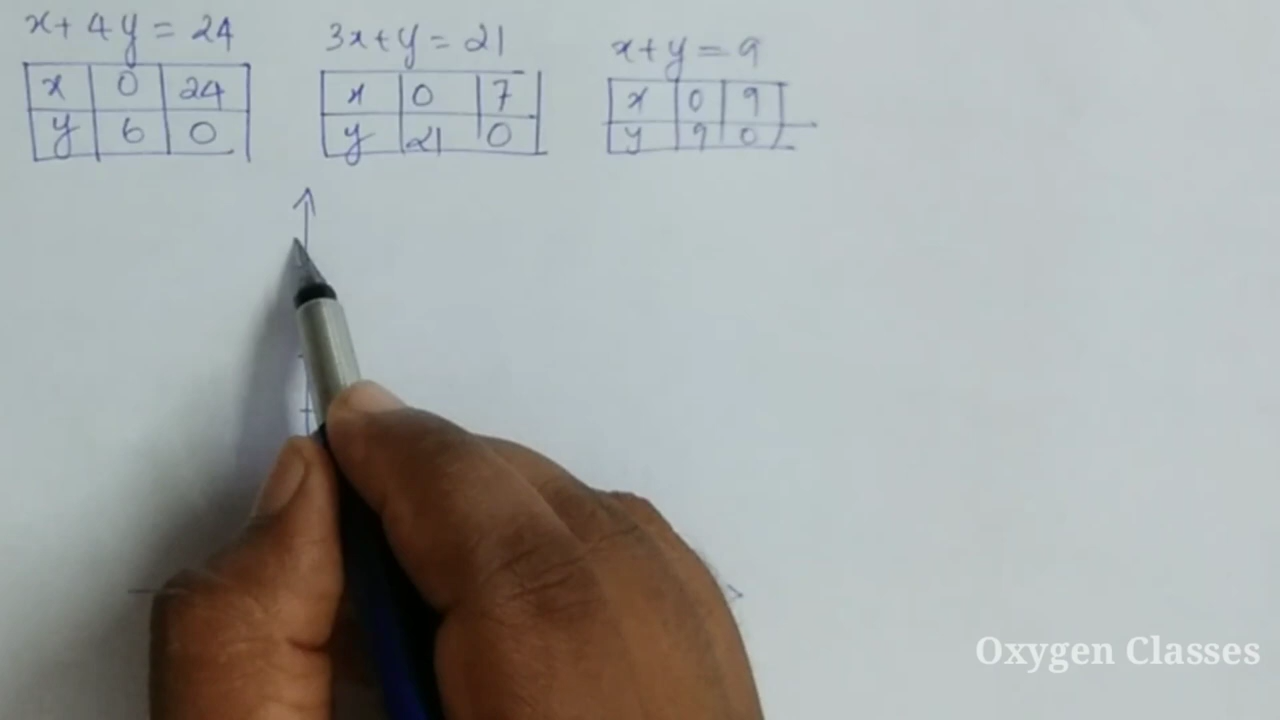 x+4y=24 3x+y=21 x+y=9
x 0 24 x 0 7 x 0 9
y 6 0 y 21 0 y 9 0
Oxygen Classes